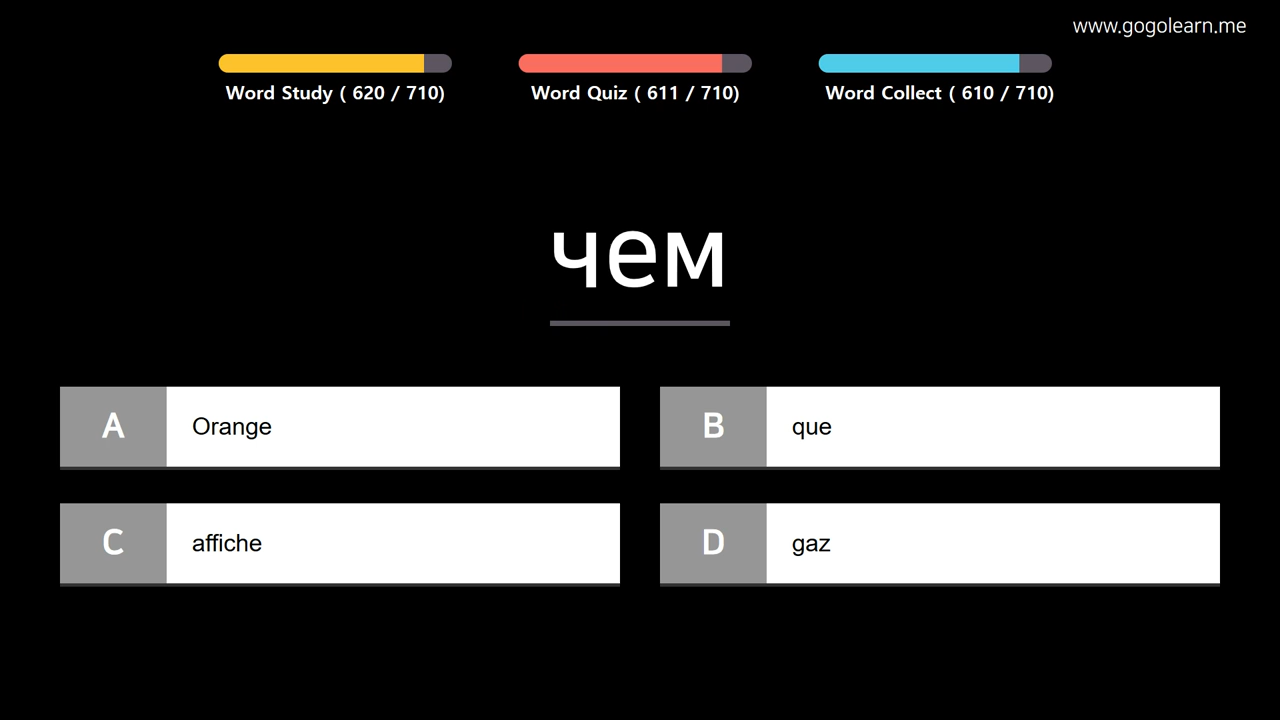 www.gogolearn.me
Word Study ( 620 / 710)
Word Quiz ( 611 / 710)
Word Collect ( 610 / 710)
чем
A
Orange
B
que
C
affiche
D
gaz